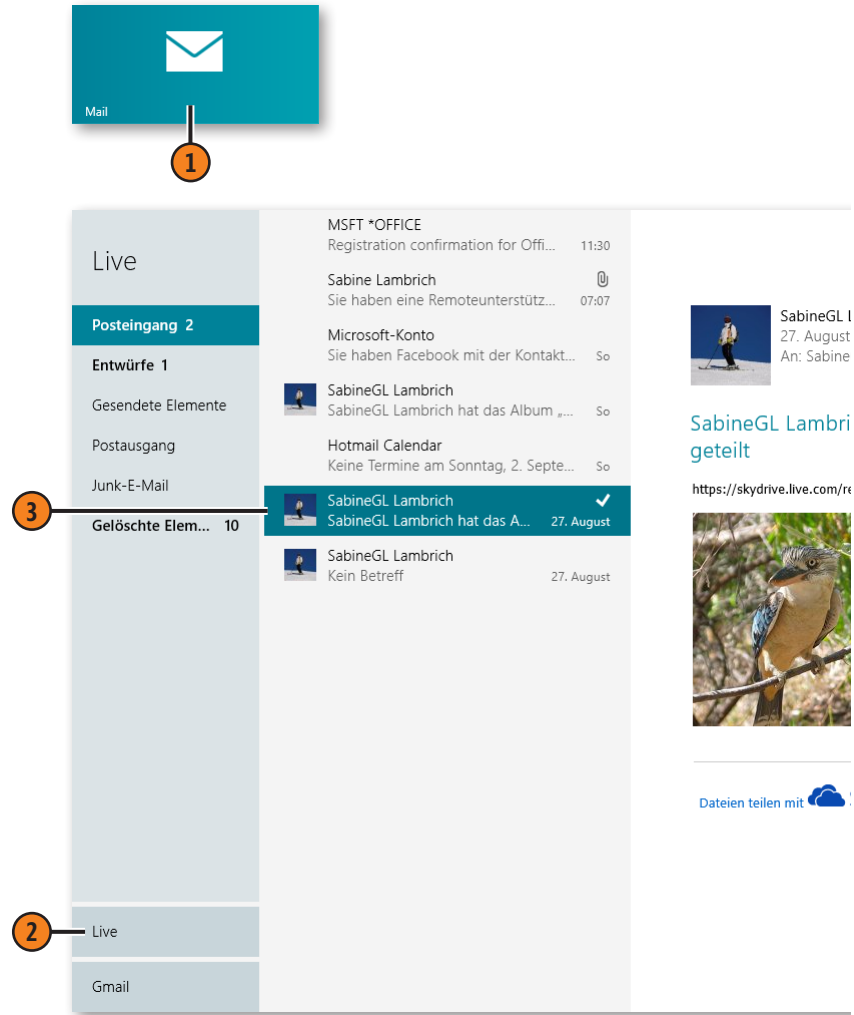 Mail
1
Live
Posteingang 2
Entwürfe 1
Gesendete Elemente
Postausgang
Junk-E-Mail
Gelöschte Elem... 10
3
2
Live
Gmail
MSFT *OFFICE
Registration confirmation for Offi... 11:30
Sabine Lambrich
Sie haben eine Remoteunterstütz... 07:07
Microsoft-Konto
Sie haben Facebook mit der Kontakt... So
SabineGL Lambrich
SabineGL Lambrich hat das Album „... So
Hotmail Calendar
Keine Termine am Sonntag, 2. Septe... So
SabineGL Lambrich
SabineGL Lambrich hat das A... 27. August
SabineGL Lambrich
Kein Betreff 27. August
SabineGL
27. August
An: Sabine
SabineGL Lambri
geteilt
https://skydrive.live.com/re
Dateien teilen mit